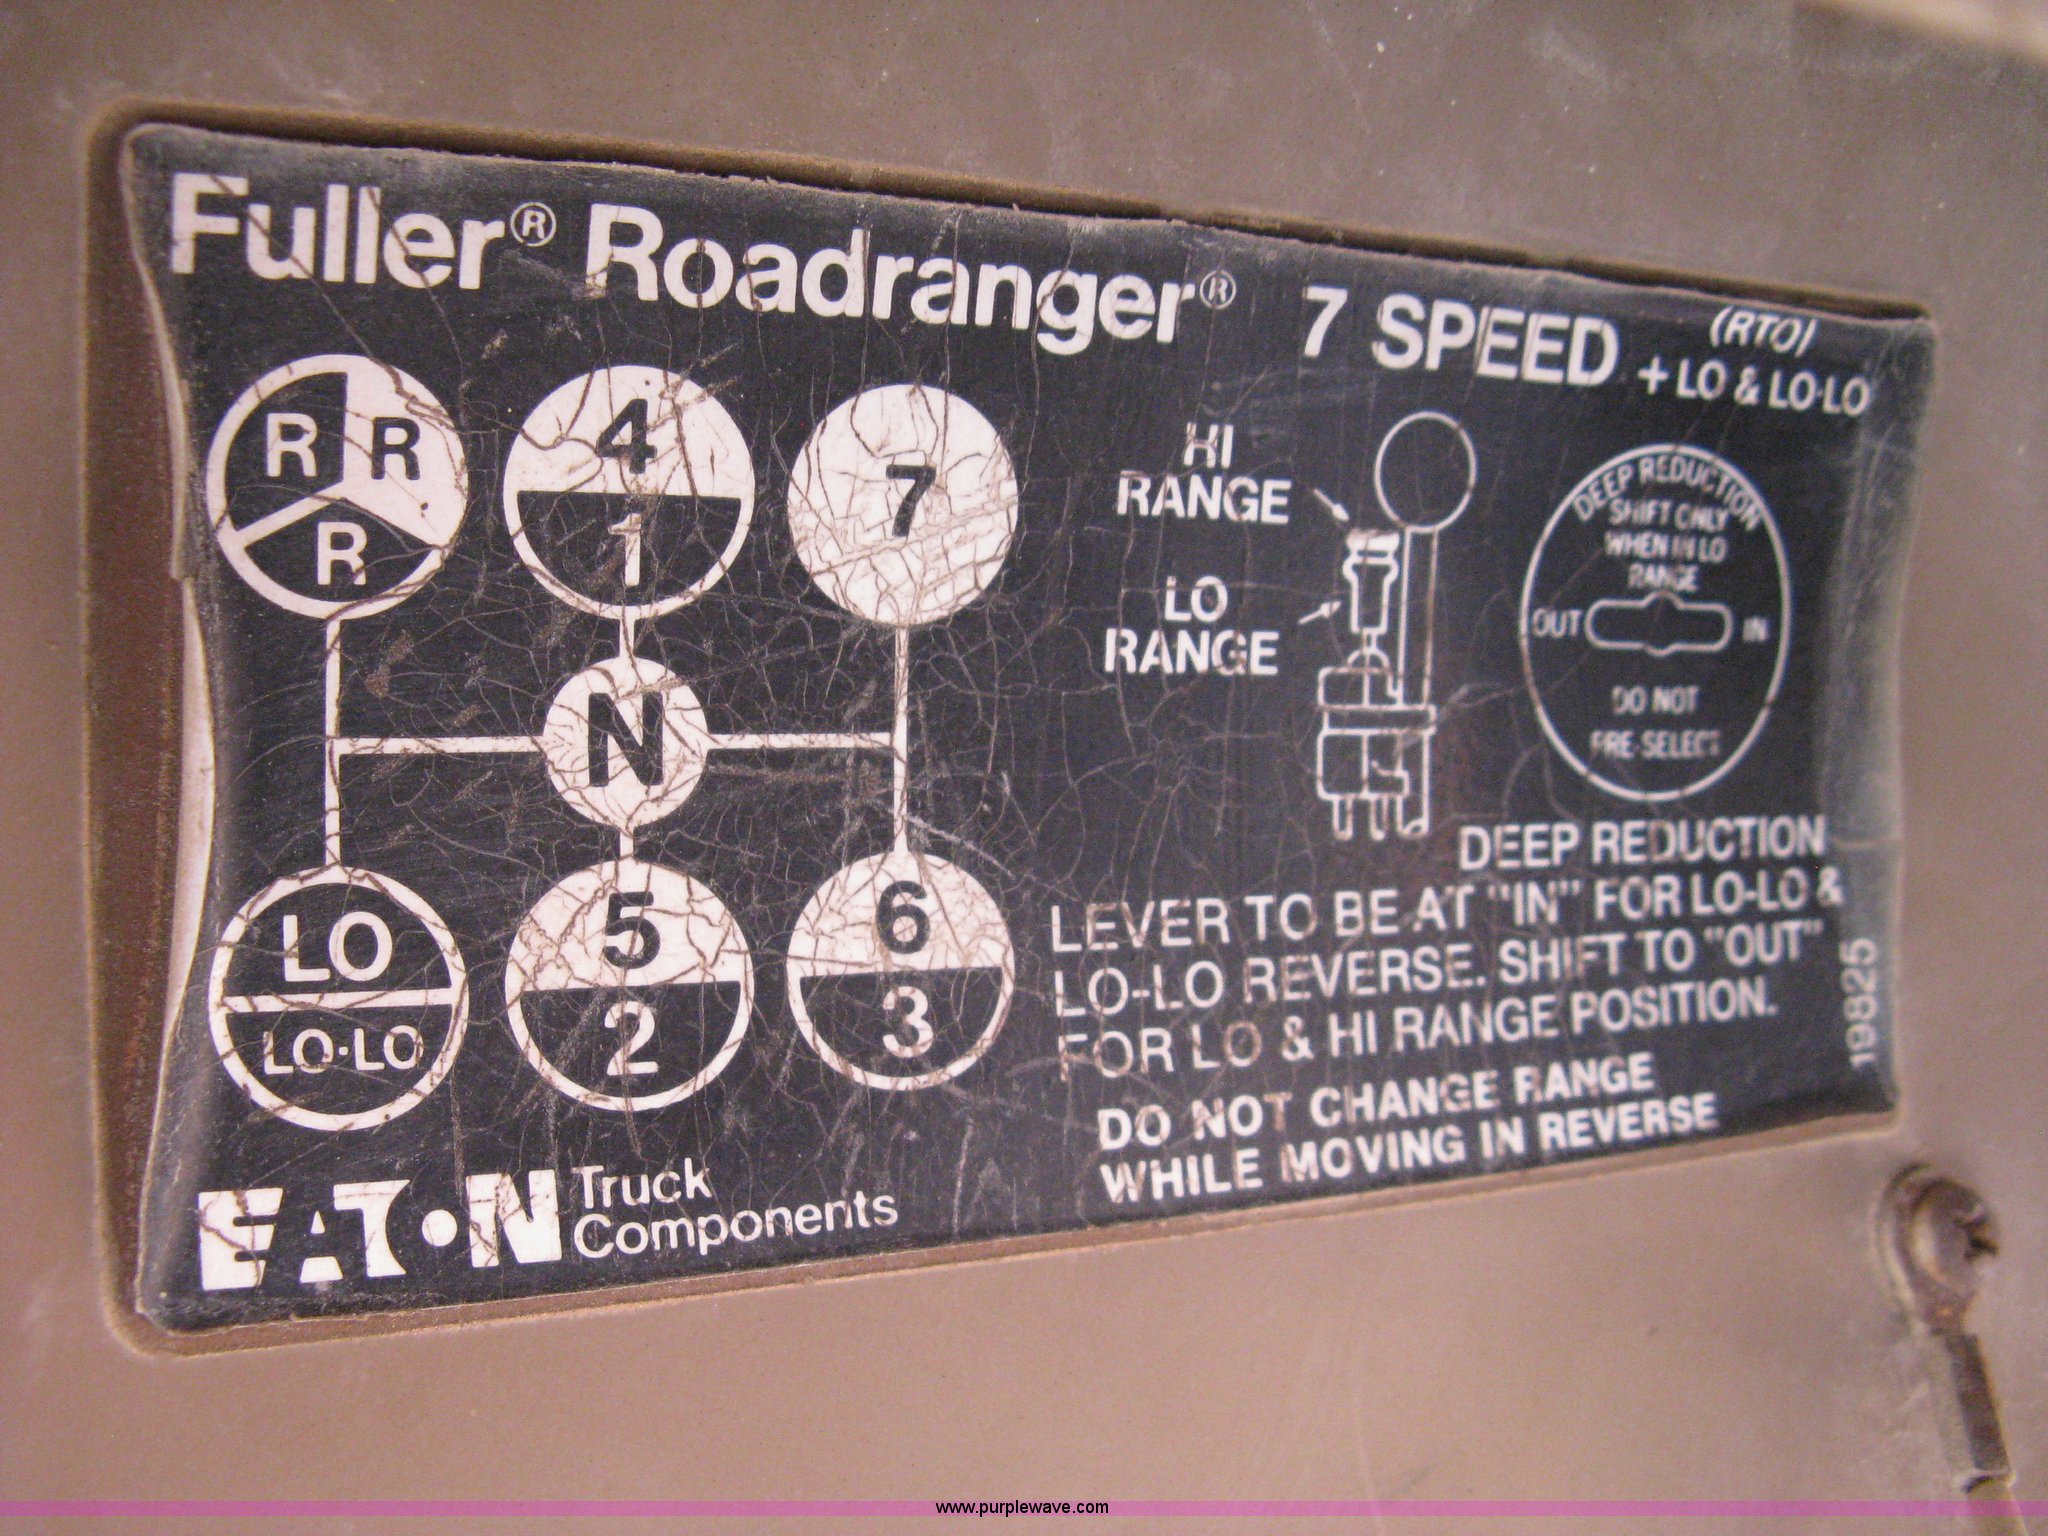 Fuller® Roadranger® 7 SPEED (RTO)
+ LO & LO-LO
R R
R
4
1
7
N
LO
LO-LO
5
2
6
3
HI
RANGE
LO
RANGE
DEEP REDUCTION
SHIFT ONLY
WHEN IN LO
RANGE
OUT IN
DO NOT
PRE-SELECT
DEEP REDUCTION
LEVER TO BE AT "IN" FOR LO-LO &
LO-LO REVERSE. SHIFT TO "OUT"
FOR LO & HI RANGE POSITION.
DO NOT CHANGE RANGE
WHILE MOVING IN REVERSE
19825
EATON Truck
Components
www.purplewave.com